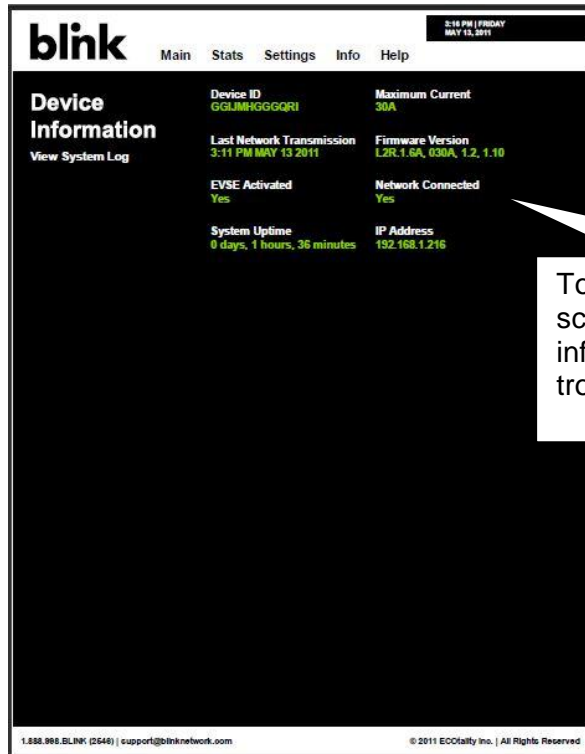 blink
Main Stats Settings Info Help
3:16 PM | FRIDAY
MAY 13, 2011
Device
Information
View System Log
Device ID
GGIJMHGGGQRI
Maximum Current
30A
Last Network Transmission
3:11 PM MAY 13 2011
Firmware Version
L2R.1.6A, 030A, 1.2, 1.10
EVSE Activated
Yes
Network Connected
Yes
System Uptime
0 days, 1 hours, 36 minutes
IP Address
192.168.1.216
To
sc
inf
tro
1.888.998.BLINK (2546) | support@blinknetwork.com
© 2011 ECOtality Inc. | All Rights Reserved